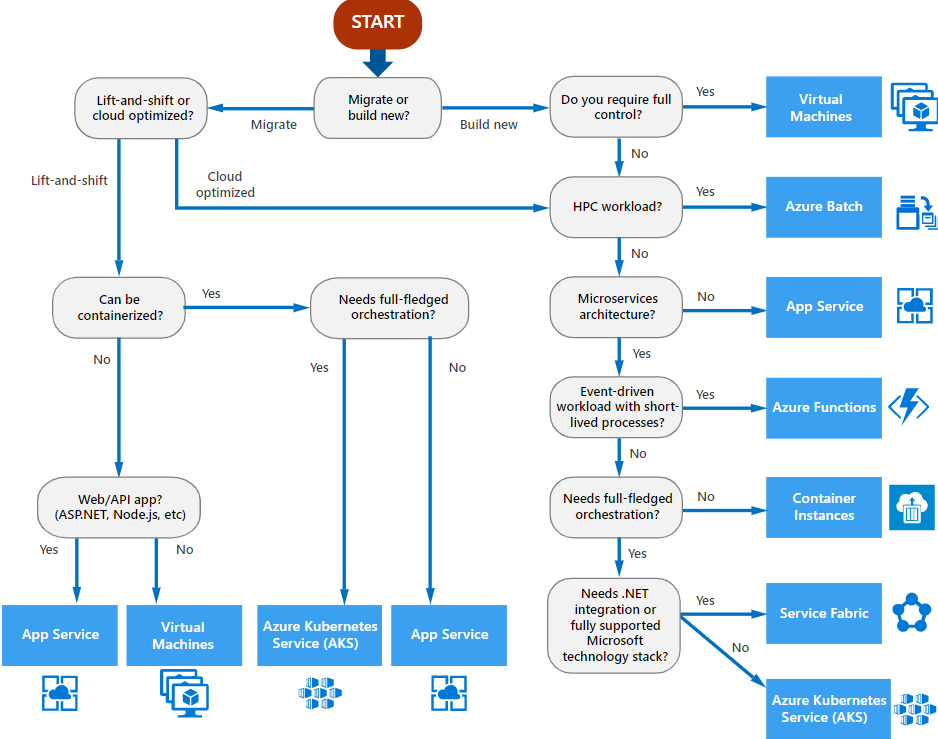 START
Migrate or
build new?
Migrate
Build new
Lift-and-shift or
cloud optimized?
Do you require full
control?
Yes
Virtual
Machines
No
Lift-and-shift
Cloud
optimized
HPC workload?
Yes
Azure Batch
No
Can be
containerized?
Yes
Needs full-fledged
orchestration?
Microservices
architecture?
No
App Service
No
Yes
No
Yes
Event-driven
workload with short-
lived processes?
Yes
Azure Functions
No
Web/API app?
(ASP.NET, Node.js, etc)
Needs full-fledged
orchestration?
No
Container
Instances
Yes
No
Yes
App Service
Virtual
Machines
Azure Kubernetes
Service (AKS)
App Service
Needs .NET
integration or
fully supported
Microsoft
technology stack?
Yes
Service Fabric
No
Azure Kubernetes
Service (AKS)